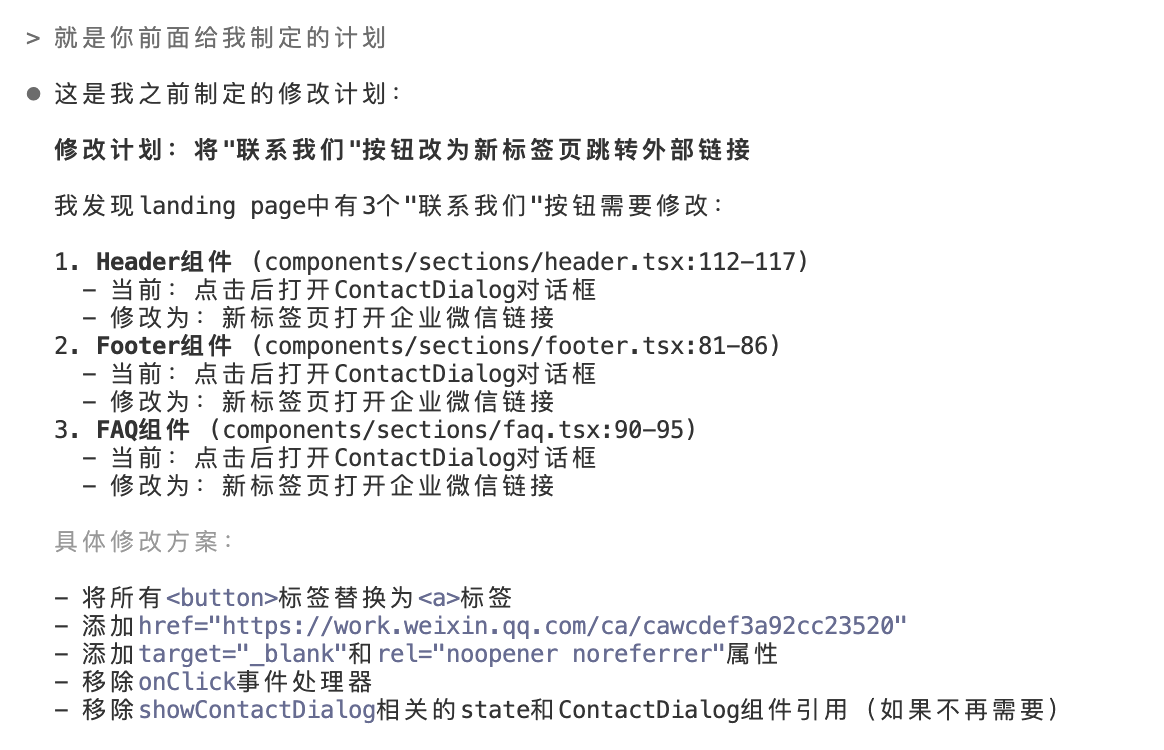 > 就是你前面给我制定的计划
● 这是我之前制定的修改计划：
修改计划：将"联系我们"按钮改为新标签页跳转外部链接
我发现landing page中有3个"联系我们"按钮需要修改：
1. Header组件 (components/sections/header.tsx:112-117)
- 当前：点击后打开ContactDialog对话框
- 修改为：新标签页打开企业微信链接
2. Footer组件 (components/sections/footer.tsx:81-86)
- 当前：点击后打开ContactDialog对话框
- 修改为：新标签页打开企业微信链接
3. FAQ组件 (components/sections/faq.tsx:90-95)
- 当前：点击后打开ContactDialog对话框
- 修改为：新标签页打开企业微信链接
具体修改方案：
- 将所有<button>标签替换为<a>标签
- 添加href="https://work.weixin.qq.com/ca/cawcdef3a92cc23520"
- 添加target="_blank"和rel="noopener noreferrer"属性
- 移除onClick事件处理器
- 移除showContactDialog相关的state和ContactDialog组件引用（如果不再需要）